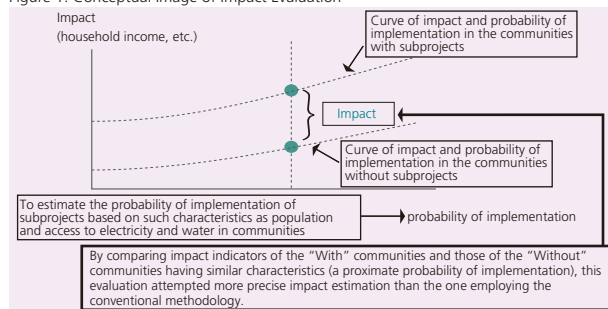 Figure 1: Conceptual Image of Impact Evaluation
Impact
(household income, etc.)
Curve of impact and probability of
implementation in the communities
with subprojects
Impact
Curve of impact and probability of
implementation in the communities
without subprojects
To estimate the probability of implementation of
subprojects based on such characteristics as population
and access to electricity and water in communities
probability of implementation
By comparing impact indicators of the "With" communities and those of the "Without"
communities having similar characteristics (a proximate probability of implementation), this
evaluation attempted more precise impact estimation than the one employing the
conventional methodology.